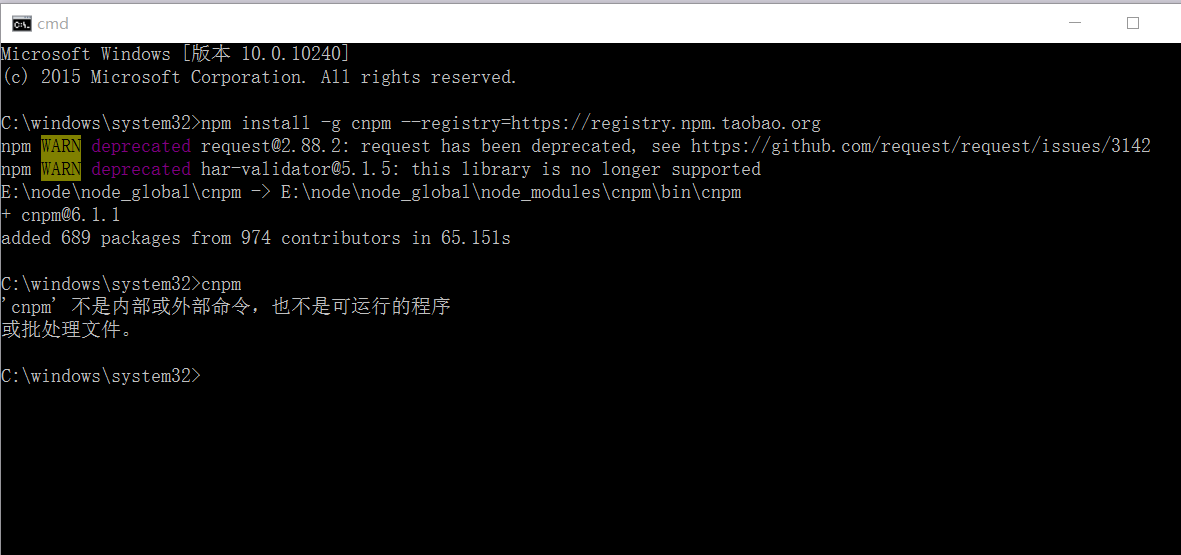 cmd
Microsoft Windows [版本 10.0.10240]
(c) 2015 Microsoft Corporation. All rights reserved.
C:\windows\system32>npm install -g cnpm --registry=https://registry.npm.taobao.org
npm WARN deprecated request@2.88.2: request has been deprecated, see https://github.com/request/request/issues/3142
npm WARN deprecated har-validator@5.1.5: this library is no longer supported
E:\node\node_global\cnpm -> E:\node\node_global\node_modules\cnpm\bin\cnpm
+ cnpm@6.1.1
added 689 packages from 974 contributors in 65.151s
C:\windows\system32>cnpm
'cnpm' 不是内部或外部命令，也不是可运行的程序
或批处理文件。
C:\windows\system32>